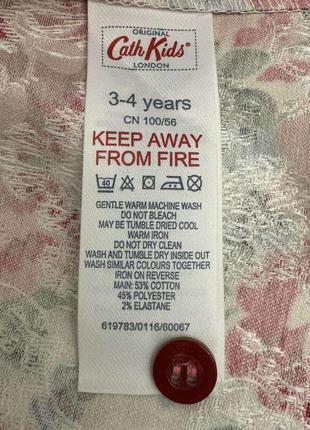 ORIGINAL
Cath Kids®
LONDON
3-4 years
CN 100/56
KEEP AWAY
FROM FIRE
40
GENTLE WARM MACHINE WASH
DO NOT BLEACH
MAY BE TUMBLE DRIED COOL
WARM IRON
DO NOT DRY CLEAN
WASH AND TUMBLE DRY INSIDE OUT
WASH SIMILAR COLOURS TOGETHER
IRON ON REVERSE
MAIN: 53% COTTON
45% POLYESTER
2% ELASTANE
619783/0116/60067